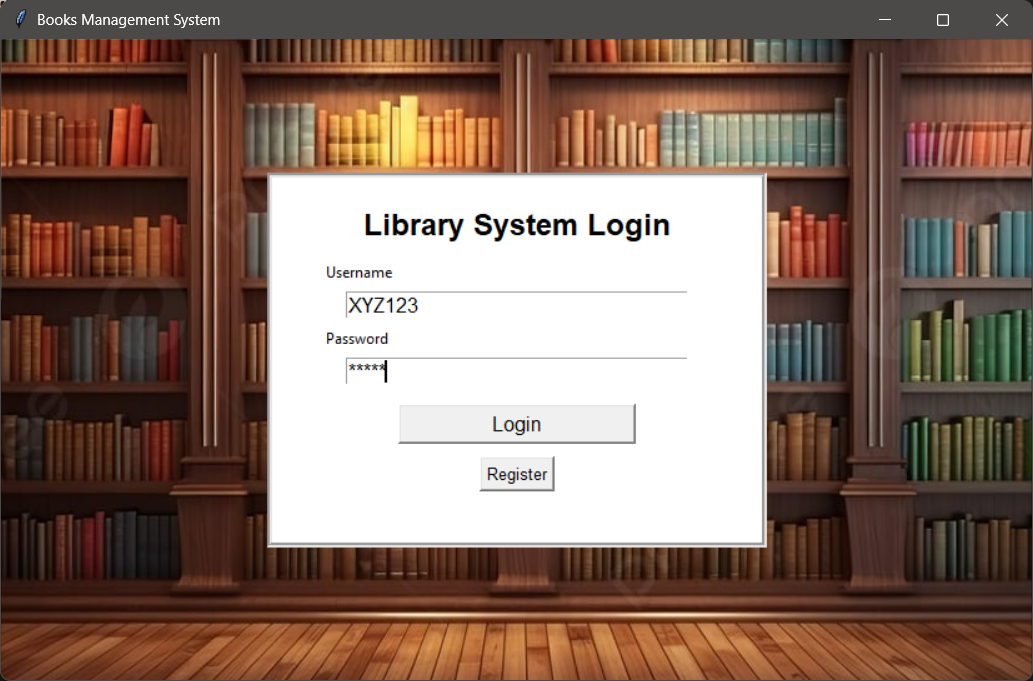 Books Management System
Library System Login
Username
XYZ123
Password
*****
Login
Register